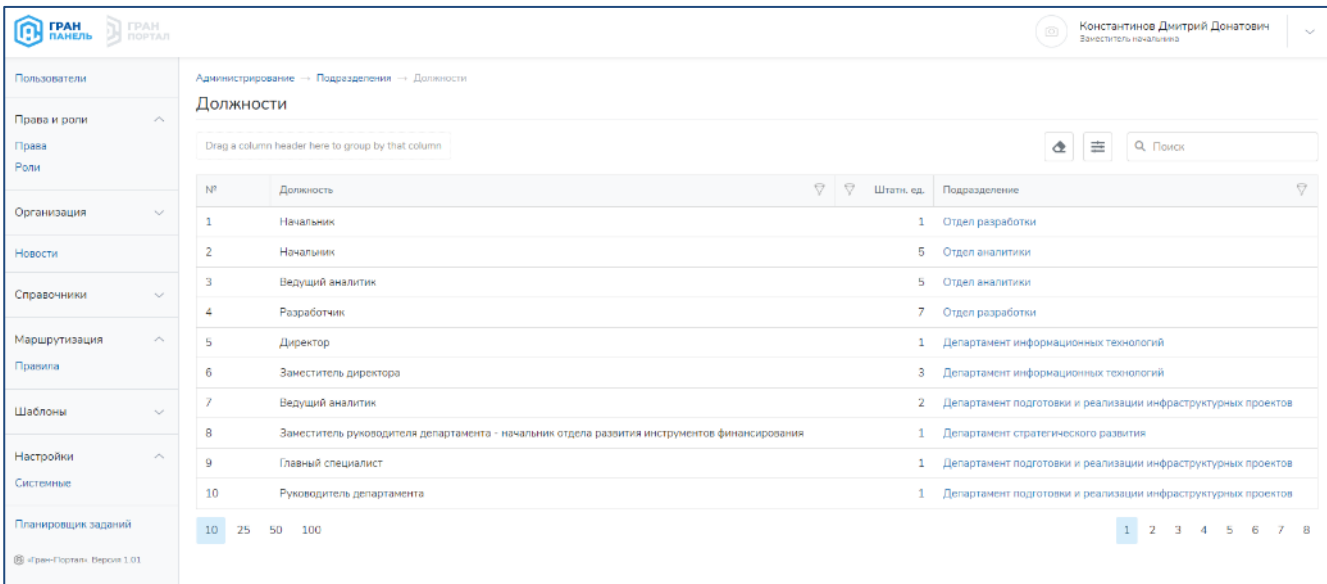 ГРАН ПАНЕЛЬ
ГРАН ПОРТАЛ
Константинов Дмитрий Донатович
Заместитель начальника
Пользователи
Права и роли
Права
Роли
Организация
Новости
Справочники
Маршрутизация
Правила
Шаблоны
Настройки
Системные
Планировщик заданий
«Гран-Портал» Версия 1.01
Администрирование → Подразделения → Должности
Должности
Drag a column header here to group by that column
Поиск
№ Должность Штатн. ед. Подразделение
1 Начальник 1 Отдел разработки
2 Начальник 5 Отдел аналитики
3 Ведущий аналитик 5 Отдел аналитики
4 Разработчик 7 Отдел разработки
5 Директор 1 Департамент информационных технологий
6 Заместитель директора 3 Департамент информационных технологий
7 Ведущий аналитик 2 Департамент подготовки и реализации инфраструктурных проектов
8 Заместитель руководителя департамента - начальник отдела развития инструментов финансирования 1 Департамент стратегического развития
9 Главный специалист 1 Департамент подготовки и реализации инфраструктурных проектов
10 Руководитель департамента 1 Департамент подготовки и реализации инфраструктурных проектов
10 25 50 100 1 2 3 4 5 6 7 8